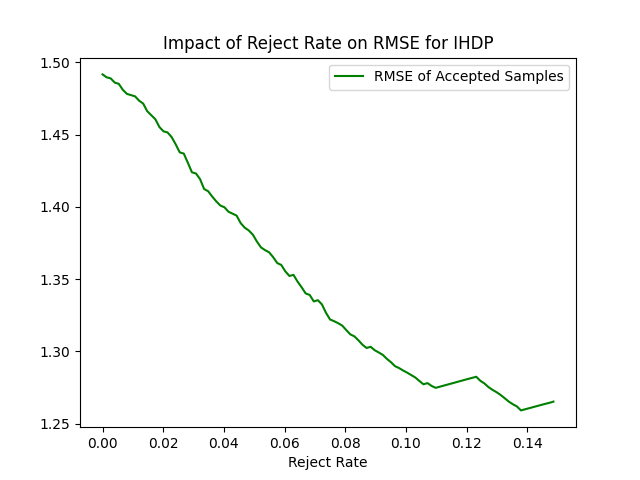 Impact of Reject Rate on RMSE for IHDP
RMSE of Accepted Samples
1.50
1.45
1.40
1.35
1.30
1.25
0.00 0.02 0.04 0.06 0.08 0.10 0.12 0.14
Reject Rate